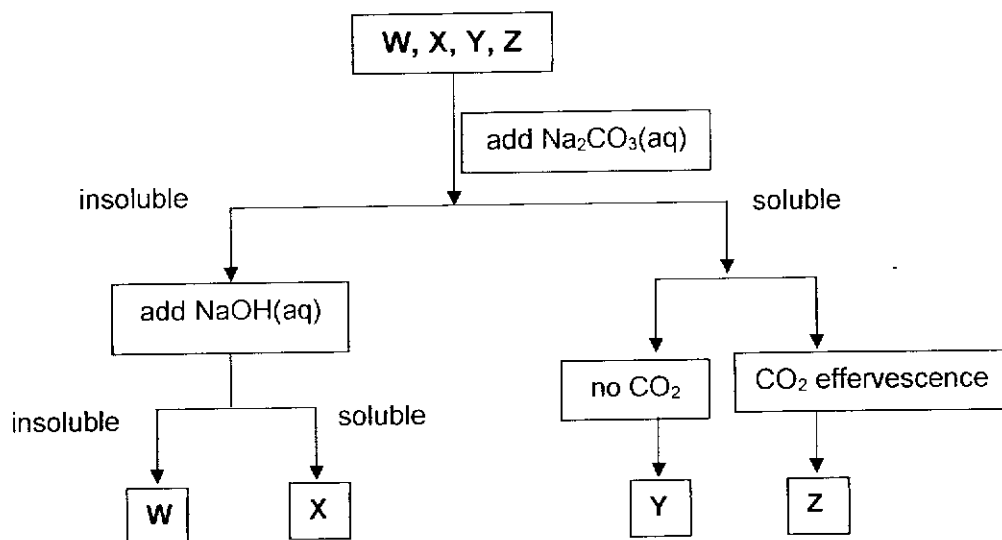 W, X, Y, Z
add Na₂CO₃(aq)
insoluble
soluble
add NaOH(aq)
no CO₂
CO₂ effervescence
insoluble
soluble
W
X
Y
Z